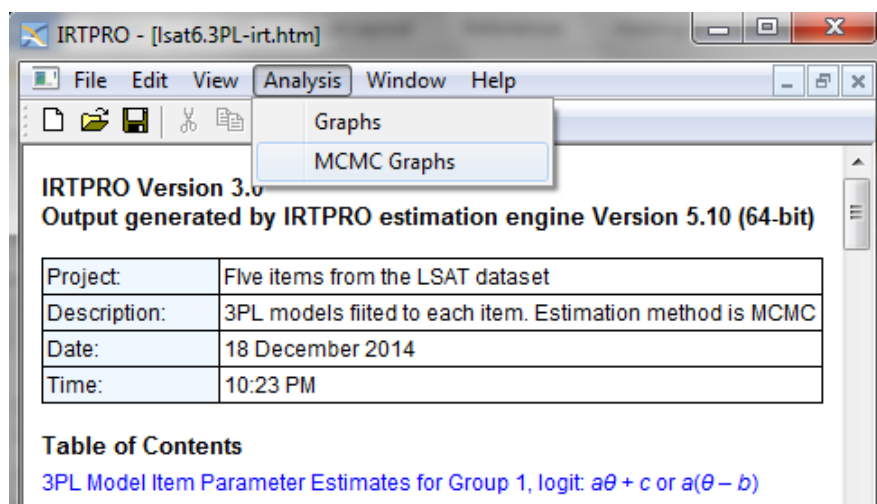 IRTPRO - [lsat6.3PL-irt.htm]
File Edit View Analysis Window Help
Graphs
MCMC Graphs
IRTPRO Version 3.0
Output generated by IRTPRO estimation engine Version 5.10 (64-bit)
Project: FIve items from the LSAT dataset
Description: 3PL models fiited to each item. Estimation method is MCMC
Date: 18 December 2014
Time: 10:23 PM
Table of Contents
3PL Model Item Parameter Estimates for Group 1, logit: aθ + c or a(θ – b)